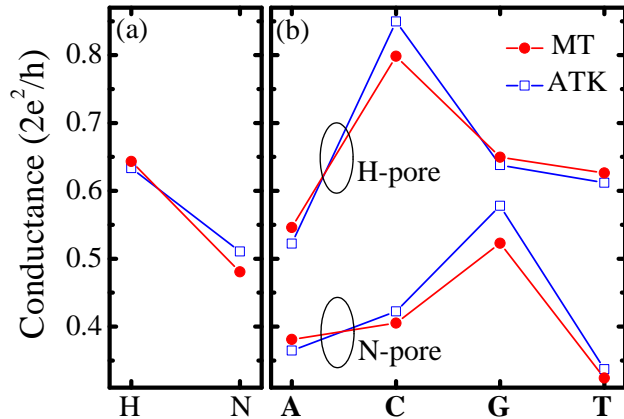 (a)
(b)
MT
ATK
H-pore
N-pore
Conductance (2e²/h)
0.8
0.7
0.6
0.5
0.4
H
N
A
C
G
T